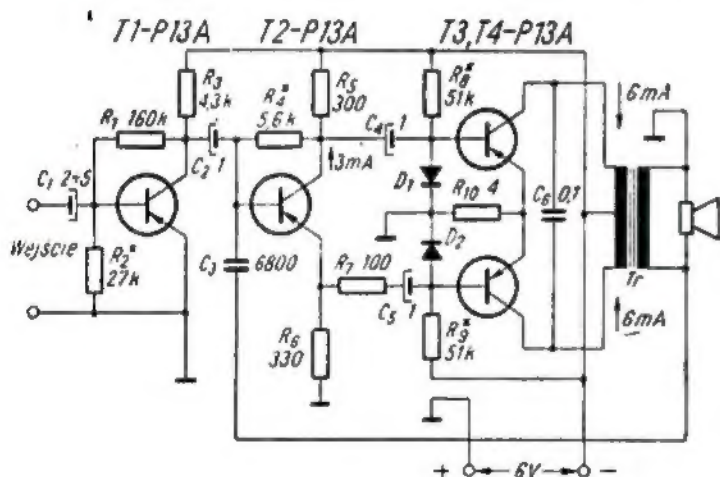 T1-P13A T2-P13A T3, T4-P13A
R3
4,3k
R4*
5,6k
R5
300
R8*
51k
6mA
R1 160k
C2 1
C4 1
3mA
C1 2÷5
D1
R10 4
C6 0,1
Wejście
R2*
27k
C3 6800
D2
R7 100
C5 1
Tr
R6
330
R9*
51k
6mA
+ 6V -